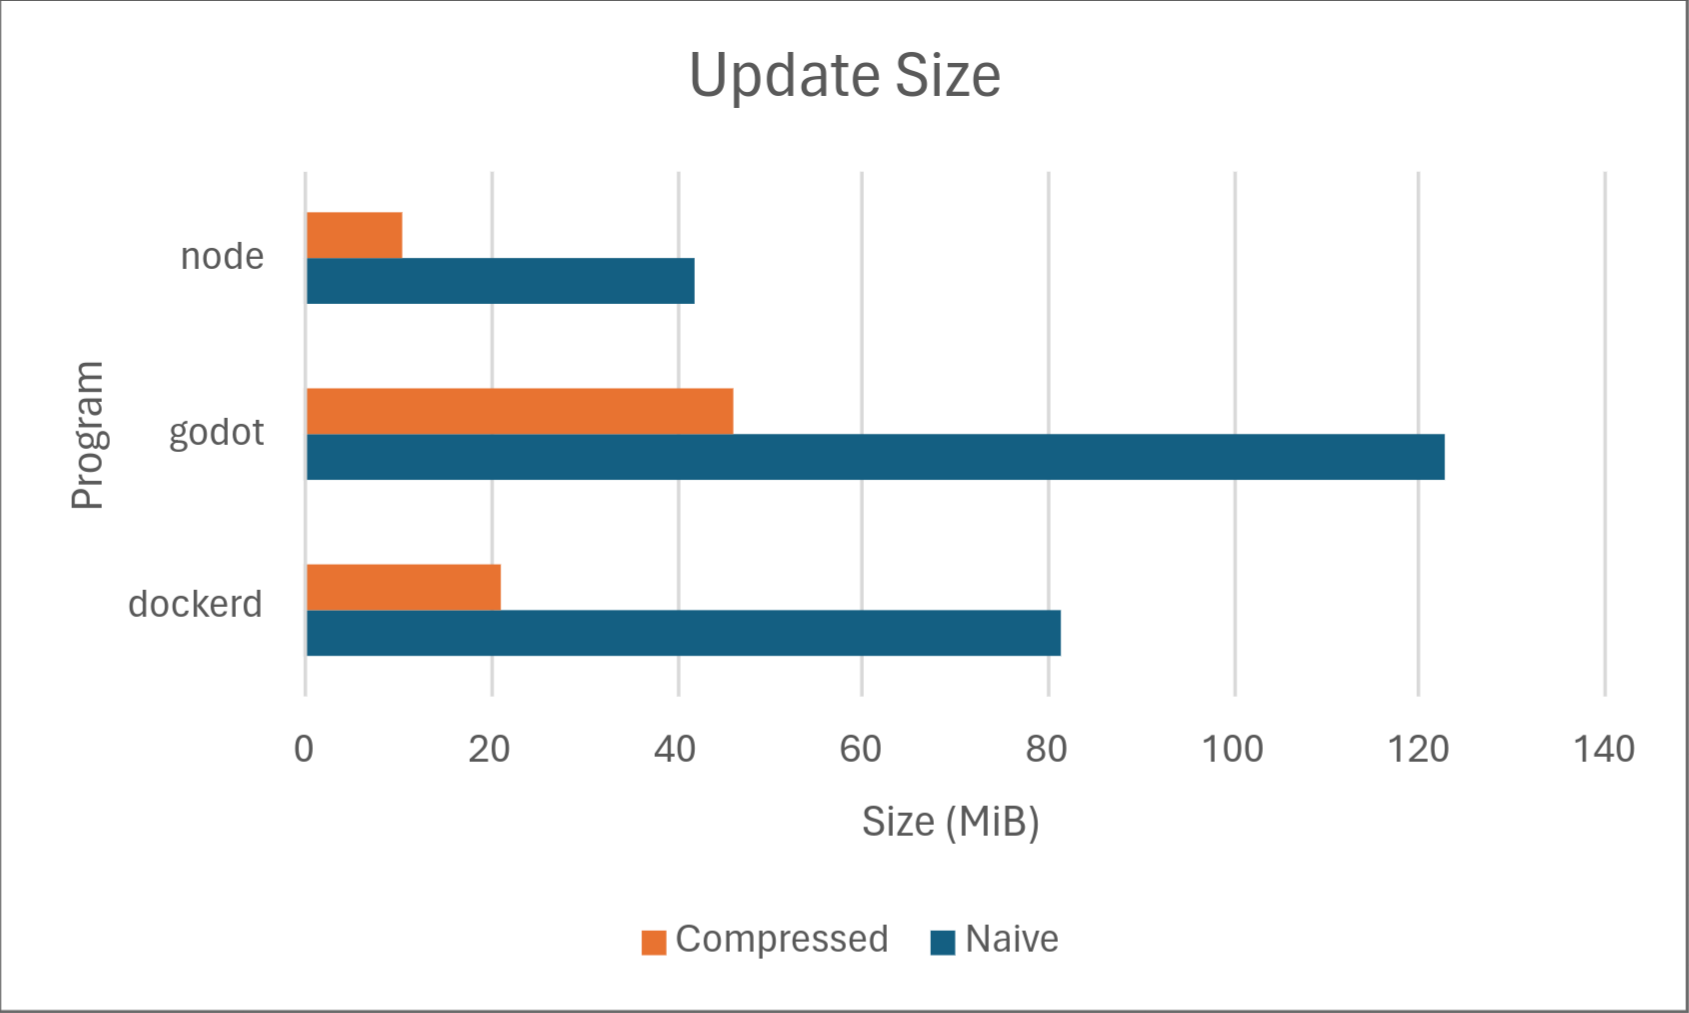 Update Size
node
godot
dockerd
Program
0 20 40 60 80 100 120 140
Size (MiB)
Compressed Naive